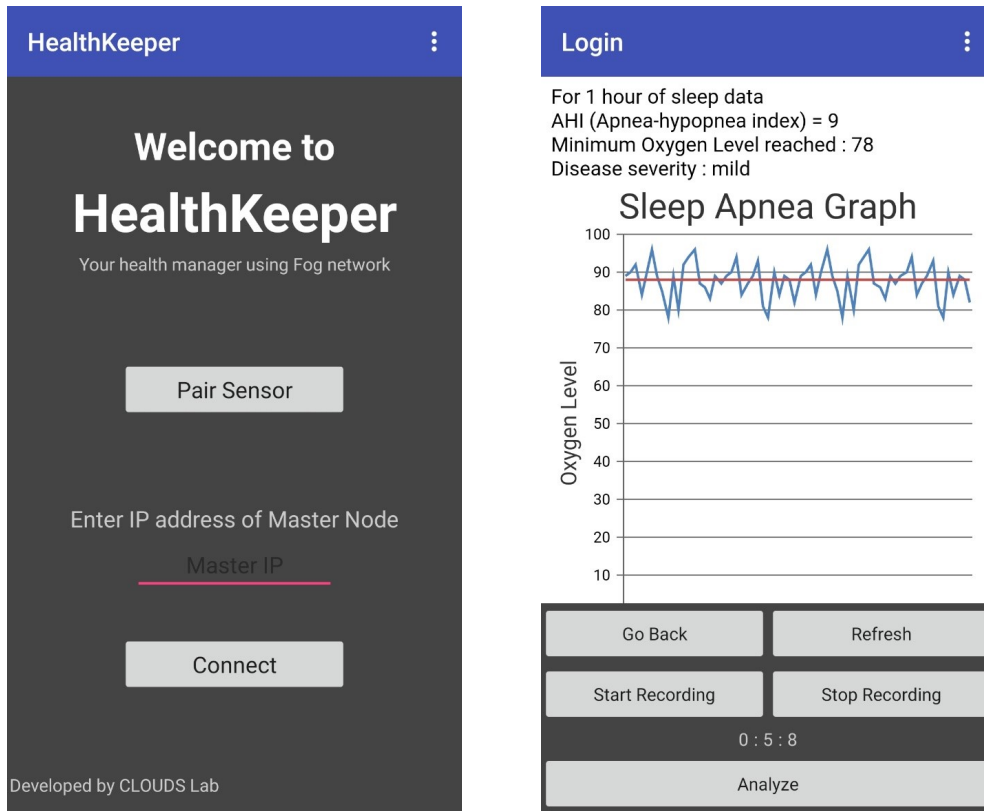 HealthKeeper
Welcome to
HealthKeeper
Your health manager using Fog network
Pair Sensor
Enter IP address of Master Node
Master IP
Connect
Developed by CLOUDS Lab
Login
For 1 hour of sleep data
AHI (Apnea-hypopnea index) = 9
Minimum Oxygen Level reached : 78
Disease severity : mild
Sleep Apnea Graph
100
90
80
70
60
50
40
30
20
10
Oxygen Level
Go Back
Refresh
Start Recording
Stop Recording
0 : 5 : 8
Analyze